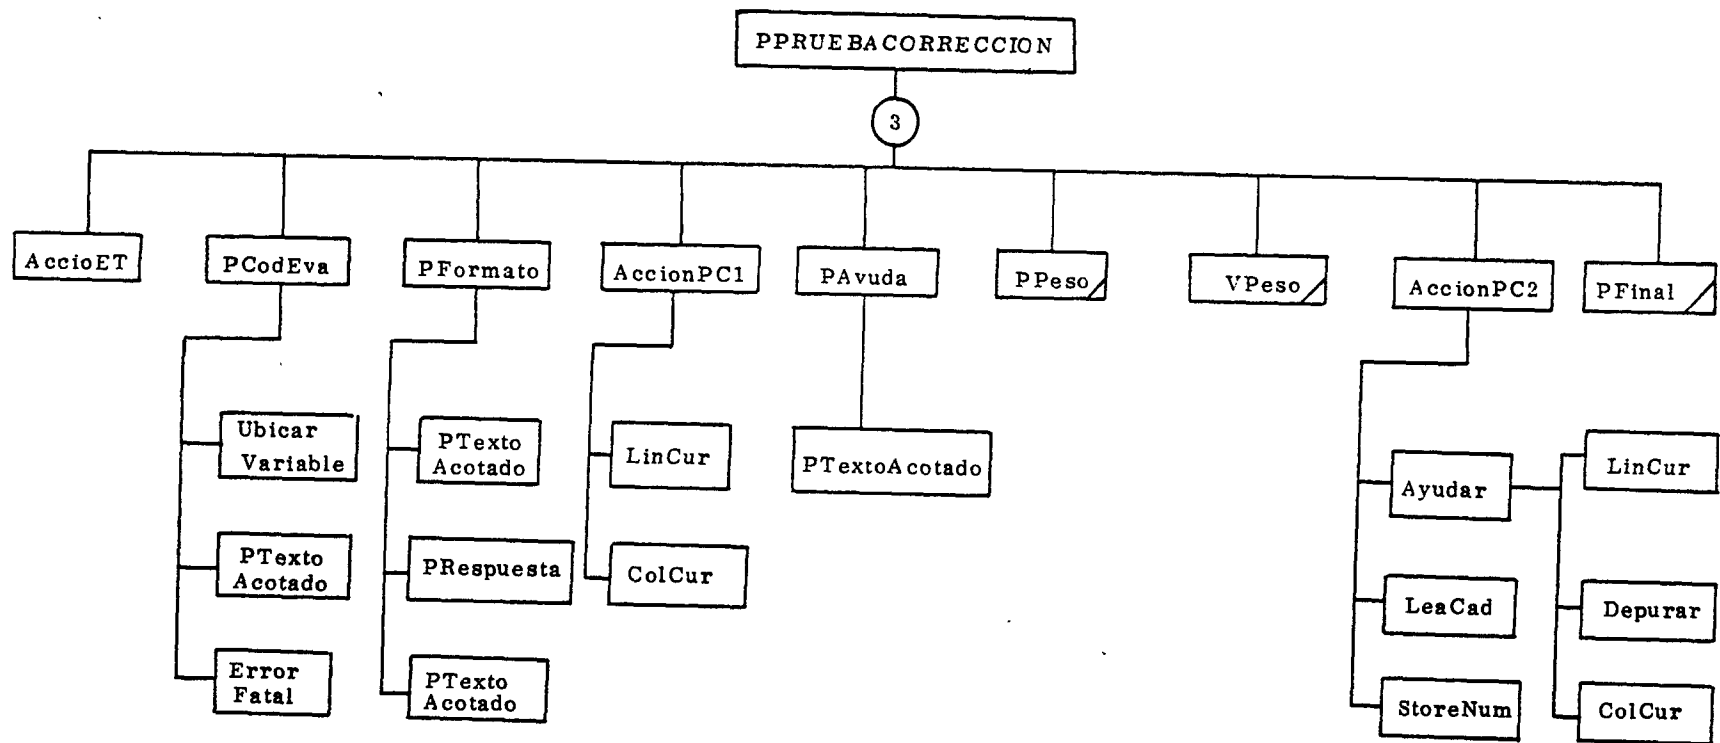 PPRUEBACORRECCION
3
AccioET
PCodEva
PFormato
AccionPC1
PAvuda
PPeso
VPeso
AccionPC2
PFinal
Ubicar
Variable
PTexto
Acotado
Error
Fatal
PTexto
Acotado
PRespuesta
PTexto
Acotado
LinCur
ColCur
PTextoAcotado
Ayudar
LeaCad
StoreNum
LinCur
Depurar
ColCur